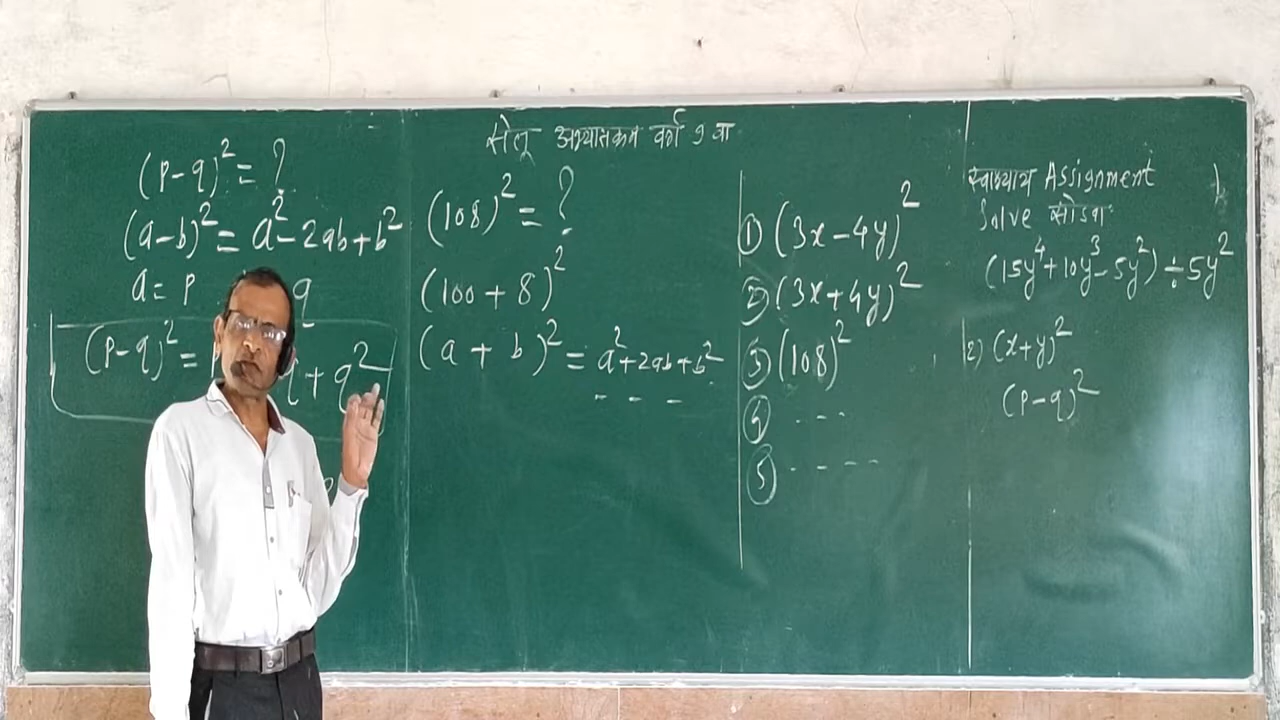 सेतू अभ्यासक्रम वर्ग 9 वा
(p-q)² = ?
(a-b)² = a² - 2ab + b²
a = p q
(p-q)² = q + q²
(108)² = ?
(100 + 8)²
(a + b)² = a² + 2ab + b²
- - -
① (3x - 4y)²
② (3x + 4y)²
③ (108)²
④ - - -
⑤ - - - -
स्वाध्याय Assignment
Solve सोडवा
(15y⁴ + 10y³ - 5y²) ÷ 5y²
2) (x+y)²
(p-q)²